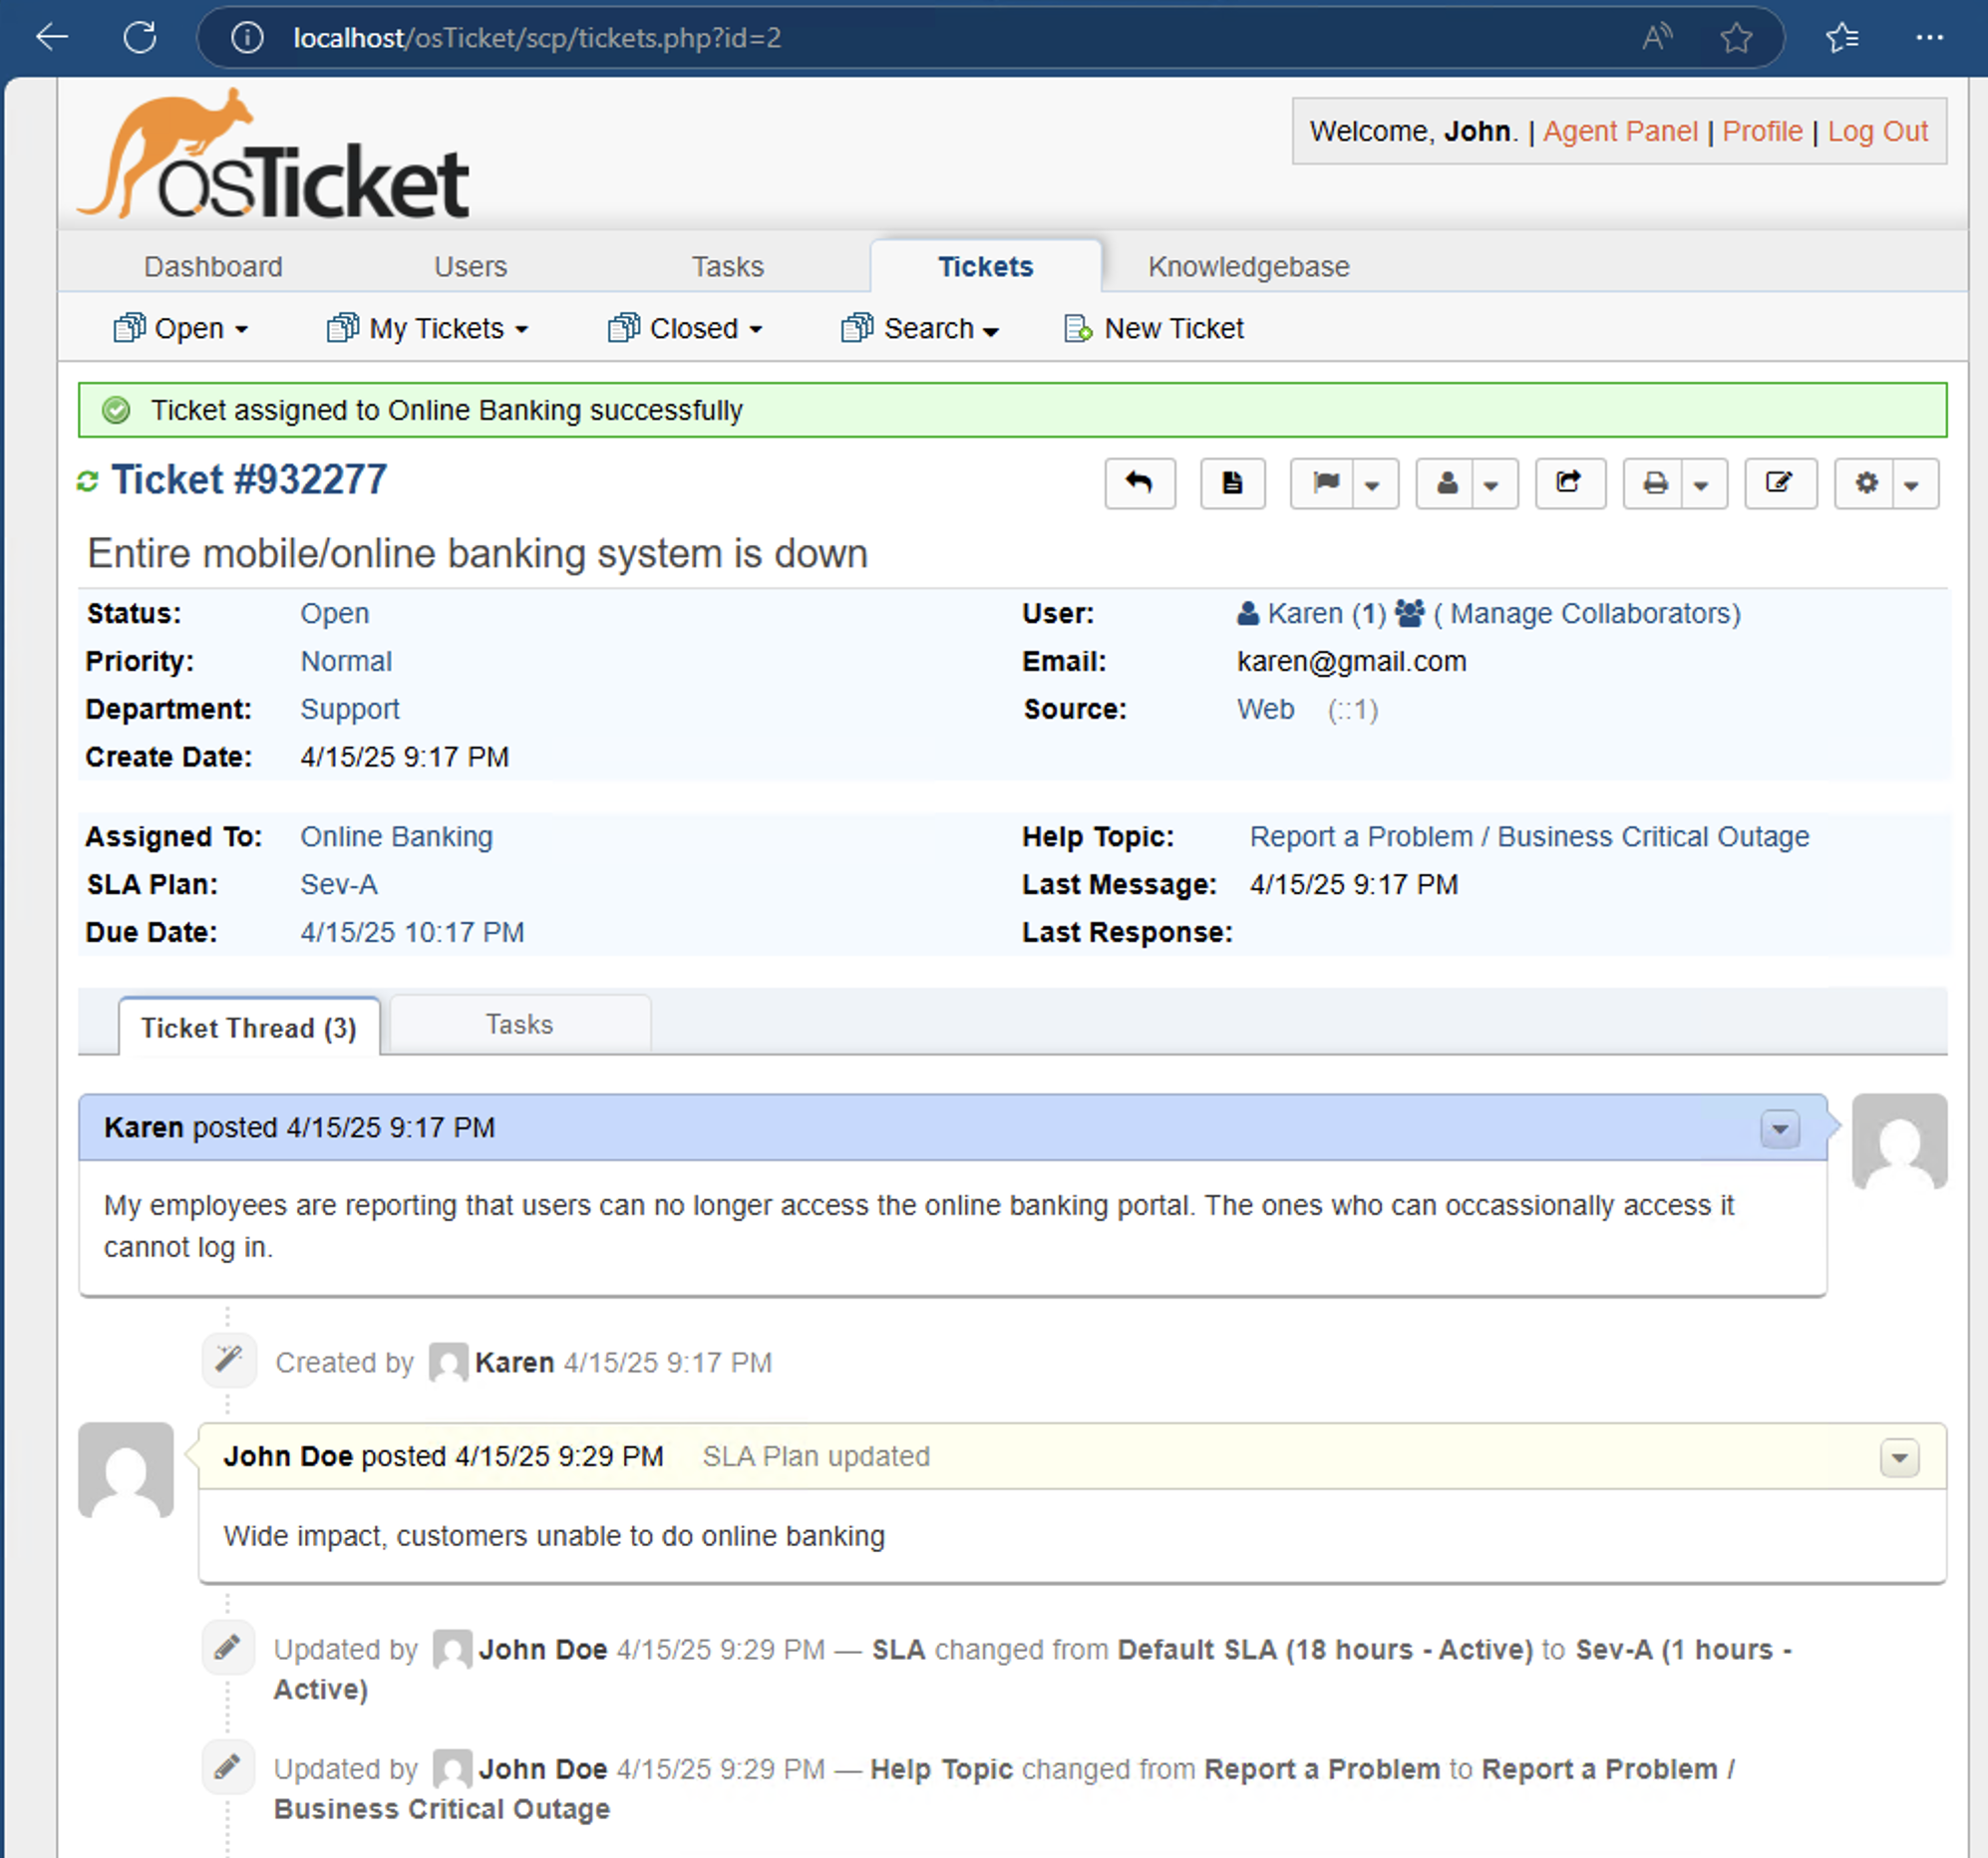 localhost/osTicket/scp/tickets.php?id=2
osTicket
Welcome, John. | Agent Panel | Profile | Log Out
Dashboard Users Tasks Tickets Knowledgebase
Open My Tickets Closed Search New Ticket
Ticket assigned to Online Banking successfully
Ticket #932277
Entire mobile/online banking system is down
Status: Open User: Karen (1) ( Manage Collaborators)
Priority: Normal Email: karen@gmail.com
Department: Support Source: Web (::1)
Create Date: 4/15/25 9:17 PM
Assigned To: Online Banking Help Topic: Report a Problem / Business Critical Outage
SLA Plan: Sev-A Last Message: 4/15/25 9:17 PM
Due Date: 4/15/25 10:17 PM Last Response:
Ticket Thread (3) Tasks
Karen posted 4/15/25 9:17 PM
My employees are reporting that users can no longer access the online banking portal. The ones who can occassionally access it
cannot log in.
Created by Karen 4/15/25 9:17 PM
John Doe posted 4/15/25 9:29 PM SLA Plan updated
Wide impact, customers unable to do online banking
Updated by John Doe 4/15/25 9:29 PM — SLA changed from Default SLA (18 hours - Active) to Sev-A (1 hours -
Active)
Updated by John Doe 4/15/25 9:29 PM — Help Topic changed from Report a Problem to Report a Problem /
Business Critical Outage